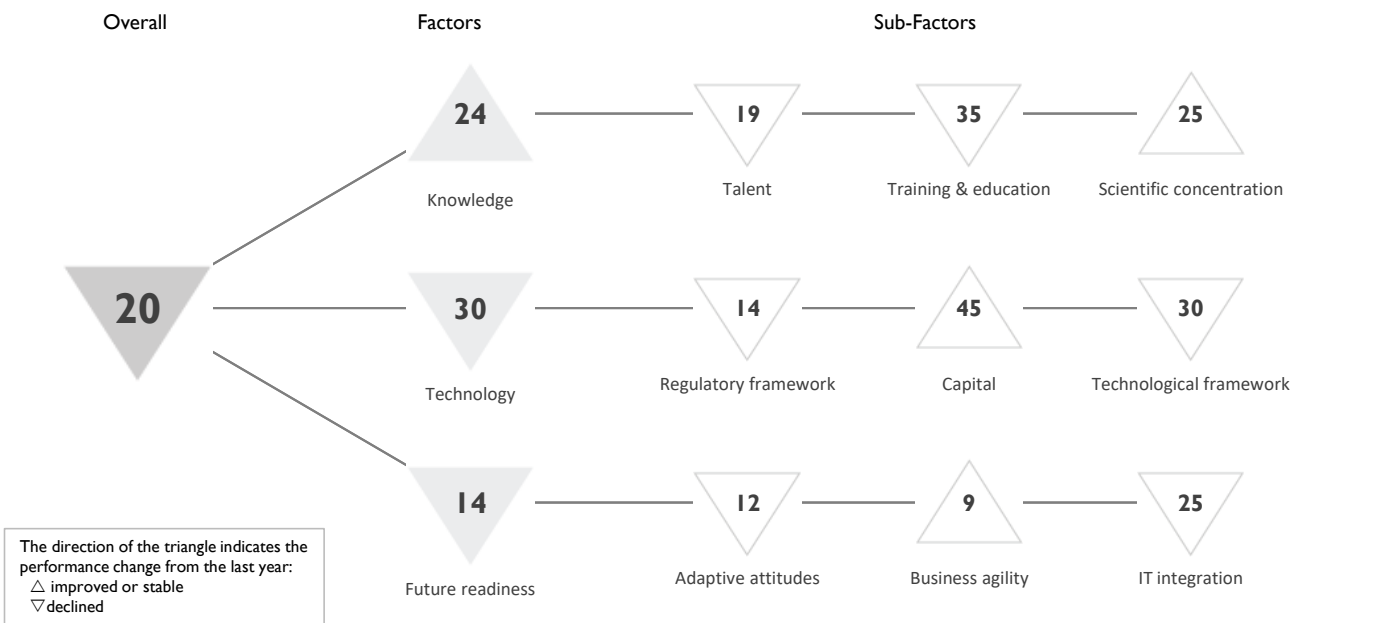 Overall Factors Sub-Factors
24 19 35 25
Knowledge Talent Training & education Scientific concentration
20 30 14 45 30
Technology Regulatory framework Capital Technological framework
14 12 9 25
Future readiness Adaptive attitudes Business agility IT integration
The direction of the triangle indicates the
performance change from the last year:
△ improved or stable
▽ declined